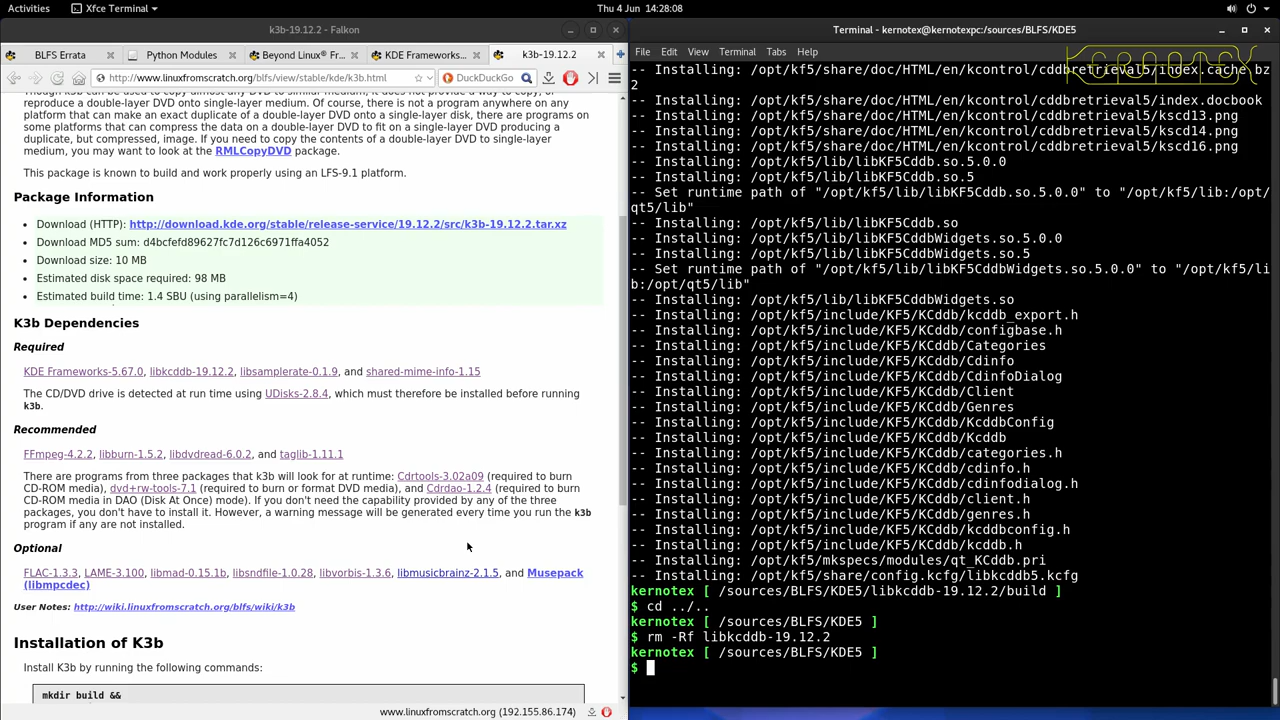 Activities
Xfce Terminal
Thu 4 Jun 14:28:08
k3b-19.12.2 - Falkon
BLFS Errata
Python Modules
Beyond Linux® Fr...
KDE Frameworks...
k3b-19.12.2
http://www.linuxfromscratch.org/blfs/view/stable/kde/k3b.html
DuckDuckGo
Though k3b can be used to copy almost any DVD to similar medium, it does not provide a way to copy, or
reproduce a double-layer DVD onto single-layer medium. Of course, there is not a program anywhere on any
platform that can make an exact duplicate of a double-layer DVD onto a single-layer disk, there are programs on
some platforms that can compress the data on a double-layer DVD to fit on a single-layer DVD producing a
duplicate, but compressed, image. If you need to copy the contents of a double-layer DVD to single-layer
medium, you may want to look at the RMLCopyDVD package.
This package is known to build and work properly using an LFS-9.1 platform.
Package Information
• Download (HTTP): http://download.kde.org/stable/release-service/19.12.2/src/k3b-19.12.2.tar.xz
• Download MD5 sum: d4bcfefd89627fc7d126c6971ffa4052
• Download size: 10 MB
• Estimated disk space required: 98 MB
• Estimated build time: 1.4 SBU (using parallelism=4)
K3b Dependencies
Required
KDE Frameworks-5.67.0, libkcddb-19.12.2, libsamplerate-0.1.9, and shared-mime-info-1.15
The CD/DVD drive is detected at run time using UDisks-2.8.4, which must therefore be installed before running
k3b.
Recommended
FFmpeg-4.2.2, libburn-1.5.2, libdvdread-6.0.2, and taglib-1.11.1
There are programs from three packages that k3b will look for at runtime: Cdrtools-3.02a09 (required to burn
CD-ROM media), dvd+rw-tools-7.1 (required to burn or format DVD media), and Cdrdao-1.2.4 (required to burn
CD-ROM media in DAO (Disk At Once) mode). If you don't need the capability provided by any of the three
packages, you don't have to install it. However, a warning message will be generated every time you run the k3b
program if any are not installed.
Optional
FLAC-1.3.3, LAME-3.100, libmad-0.15.1b, libsndfile-1.0.28, libvorbis-1.3.6, libmusicbrainz-2.1.5, and Musepack
(libmpcdec)
User Notes: http://wiki.linuxfromscratch.org/blfs/wiki/k3b
Installation of K3b
Install K3b by running the following commands:
mkdir build &&
www.linuxfromscratch.org (192.155.86.174)
Terminal - kernotex@kernotexpc:/sources/BLFS/KDE5
File Edit View Terminal Tabs Help
KERNOTEX
-- Installing: /opt/kf5/share/doc/HTML/en/kcontrol/cddbretrieval5/index.cache.bz
2
-- Installing: /opt/kf5/share/doc/HTML/en/kcontrol/cddbretrieval5/index.docbook
-- Installing: /opt/kf5/share/doc/HTML/en/kcontrol/cddbretrieval5/kscd13.png
-- Installing: /opt/kf5/share/doc/HTML/en/kcontrol/cddbretrieval5/kscd14.png
-- Installing: /opt/kf5/share/doc/HTML/en/kcontrol/cddbretrieval5/kscd16.png
-- Installing: /opt/kf5/lib/libKF5Cddb.so.5.0.0
-- Installing: /opt/kf5/lib/libKF5Cddb.so.5
-- Set runtime path of "/opt/kf5/lib/libKF5Cddb.so.5.0.0" to "/opt/kf5/lib:/opt/
qt5/lib"
-- Installing: /opt/kf5/lib/libKF5Cddb.so
-- Installing: /opt/kf5/lib/libKF5CddbWidgets.so.5.0.0
-- Installing: /opt/kf5/lib/libKF5CddbWidgets.so.5
-- Set runtime path of "/opt/kf5/lib/libKF5CddbWidgets.so.5.0.0" to "/opt/kf5/li
b:/opt/qt5/lib"
-- Installing: /opt/kf5/lib/libKF5CddbWidgets.so
-- Installing: /opt/kf5/include/KF5/KCddb/kcddb_export.h
-- Installing: /opt/kf5/include/KF5/KCddb/configbase.h
-- Installing: /opt/kf5/include/KF5/KCddb/Categories
-- Installing: /opt/kf5/include/KF5/KCddb/Cdinfo
-- Installing: /opt/kf5/include/KF5/KCddb/CdinfoDialog
-- Installing: /opt/kf5/include/KF5/KCddb/Client
-- Installing: /opt/kf5/include/KF5/KCddb/Genres
-- Installing: /opt/kf5/include/KF5/KCddb/KcddbConfig
-- Installing: /opt/kf5/include/KF5/KCddb/Kcddb
-- Installing: /opt/kf5/include/KF5/KCddb/categories.h
-- Installing: /opt/kf5/include/KF5/KCddb/cdinfo.h
-- Installing: /opt/kf5/include/KF5/KCddb/cdinfodialog.h
-- Installing: /opt/kf5/include/KF5/KCddb/client.h
-- Installing: /opt/kf5/include/KF5/KCddb/genres.h
-- Installing: /opt/kf5/include/KF5/KCddb/kcddbconfig.h
-- Installing: /opt/kf5/include/KF5/KCddb/kcddb.h
-- Installing: /opt/kf5/mkspecs/modules/qt_KCddb.pri
-- Installing: /opt/kf5/share/config.kcfg/libkcddb5.kcfg
kernotex [ /sources/BLFS/KDE5/libkcddb-19.12.2/build ]
$ cd ../..
kernotex [ /sources/BLFS/KDE5 ]
$ rm -Rf libkcddb-19.12.2
kernotex [ /sources/BLFS/KDE5 ]
$